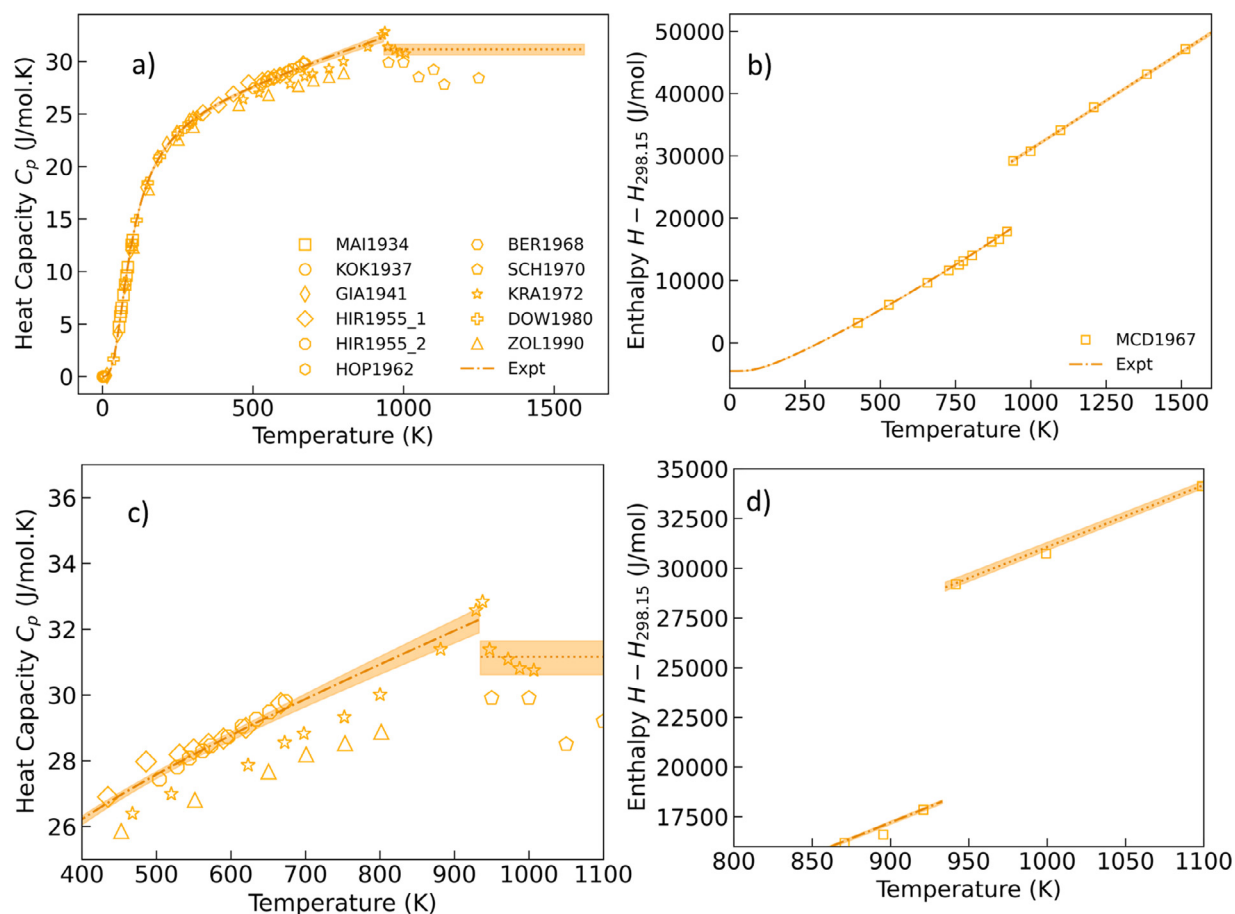 a)
Heat Capacity Cp (J/mol.K)
30
25
20
15
10
5
0
MAI1934
KOK1937
GIA1941
HIR1955_1
HIR1955_2
HOP1962
BER1968
SCH1970
KRA1972
DOW1980
ZOL1990
Expt
0 500 1000 1500
Temperature (K)
b)
Enthalpy H − H298.15 (J/mol)
50000
40000
30000
20000
10000
0
MCD1967
Expt
0 250 500 750 1000 1250 1500
Temperature (K)
c)
Heat Capacity Cp (J/mol.K)
36
34
32
30
28
26
400 500 600 700 800 900 1000 1100
Temperature (K)
d)
Enthalpy H − H298.15 (J/mol)
35000
32500
30000
27500
25000
22500
20000
17500
800 850 900 950 1000 1050 1100
Temperature (K)